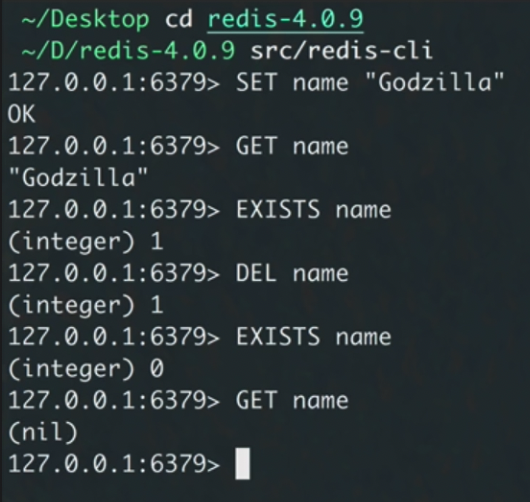 ~/Desktop cd redis-4.0.9
~/D/redis-4.0.9 src/redis-cli
127.0.0.1:6379> SET name "Godzilla"
OK
127.0.0.1:6379> GET name
"Godzilla"
127.0.0.1:6379> EXISTS name
(integer) 1
127.0.0.1:6379> DEL name
(integer) 1
127.0.0.1:6379> EXISTS name
(integer) 0
127.0.0.1:6379> GET name
(nil)
127.0.0.1:6379>